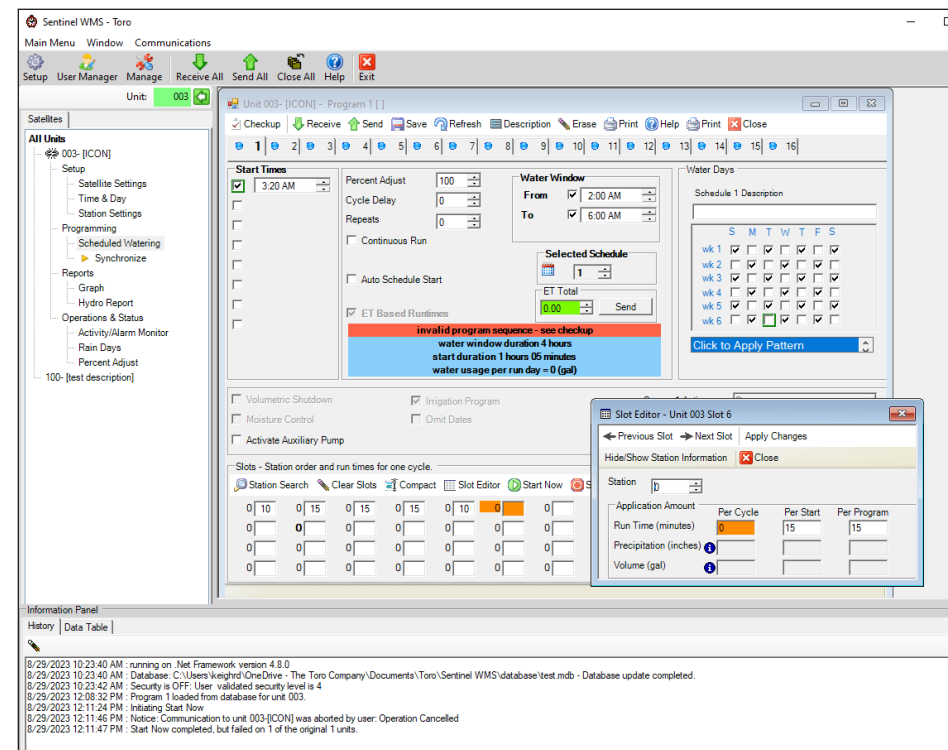 Sentinel WMS - Toro
Main Menu Window Communications
Setup User Manager Manage Receive All Send All Close All Help Exit
Unit: 003
Satellites
All Units
003- [ICON]
Setup
Satellite Settings
Time & Day
Station Settings
Programming
Scheduled Watering
Synchronize
Reports
Graph
Hydro Report
Operations & Status
Activity/Alarm Monitor
Rain Days
Percent Adjust
100- [test description]
Unit 003- [ICON] - Program 1 [ ]
Checkup Receive Send Save Refresh Description Erase Print Help Print Close
1 2 3 4 5 6 7 8 9 10 11 12 13 14 15 16
Start Times
3:20 AM
Percent Adjust 100
Cycle Delay 0
Repeats 0
Continuous Run
Auto Schedule Start
ET Based Runtimes
Water Window
From 2:00 AM
To 6:00 AM
Selected Schedule
1
ET Total
0.00 Send
invalid program sequence - see checkup
water window duration 4 hours
start duration 1 hours 05 minutes
water usage per run day = 0 (gal)
Water Days
Schedule 1 Description
S M T W T F S
wk 1
wk 2
wk 3
wk 4
wk 5
wk 6
Click to Apply Pattern
Volumetric Shutdown Irrigation Program
Moisture Control Omit Dates
Activate Auxiliary Pump
Slots - Station order and run times for one cycle.
Station Search Clear Slots Compact Slot Editor Start Now S
0 10 0 15 0 15 0 15 0 10 0 0
0 0 0 0 0 0 0
0 0 0 0 0 0 0
0 0 0 0 0 0 0
Slot Editor - Unit 003 Slot 6
Previous Slot Next Slot Apply Changes
Hide/Show Station Information Close
Station 0
Application Amount Per Cycle Per Start Per Program
Run Time (minutes) 0 15 15
Precipitation (inches)
Volume (gal)
Information Panel
History Data Table
8/29/2023 10:23:40 AM : running on .Net Framework version 4.8.0
8/29/2023 10:23:40 AM : Database: C:\Users\keighrd\OneDrive - The Toro Company\Documents\Toro\Sentinel WMS\database\test.mdb - Database update completed.
8/29/2023 10:23:42 AM : Security is OFF: User validated security level is 4
8/29/2023 12:08:32 PM : Program 1 loaded from database for unit 003.
8/29/2023 12:11:24 PM : Initiating Start Now
8/29/2023 12:11:46 PM : Notice: Communication to unit 003-[ICON] was aborted by user: Operation Cancelled
8/29/2023 12:11:47 PM : Start Now completed, but failed on 1 of the original 1 units.